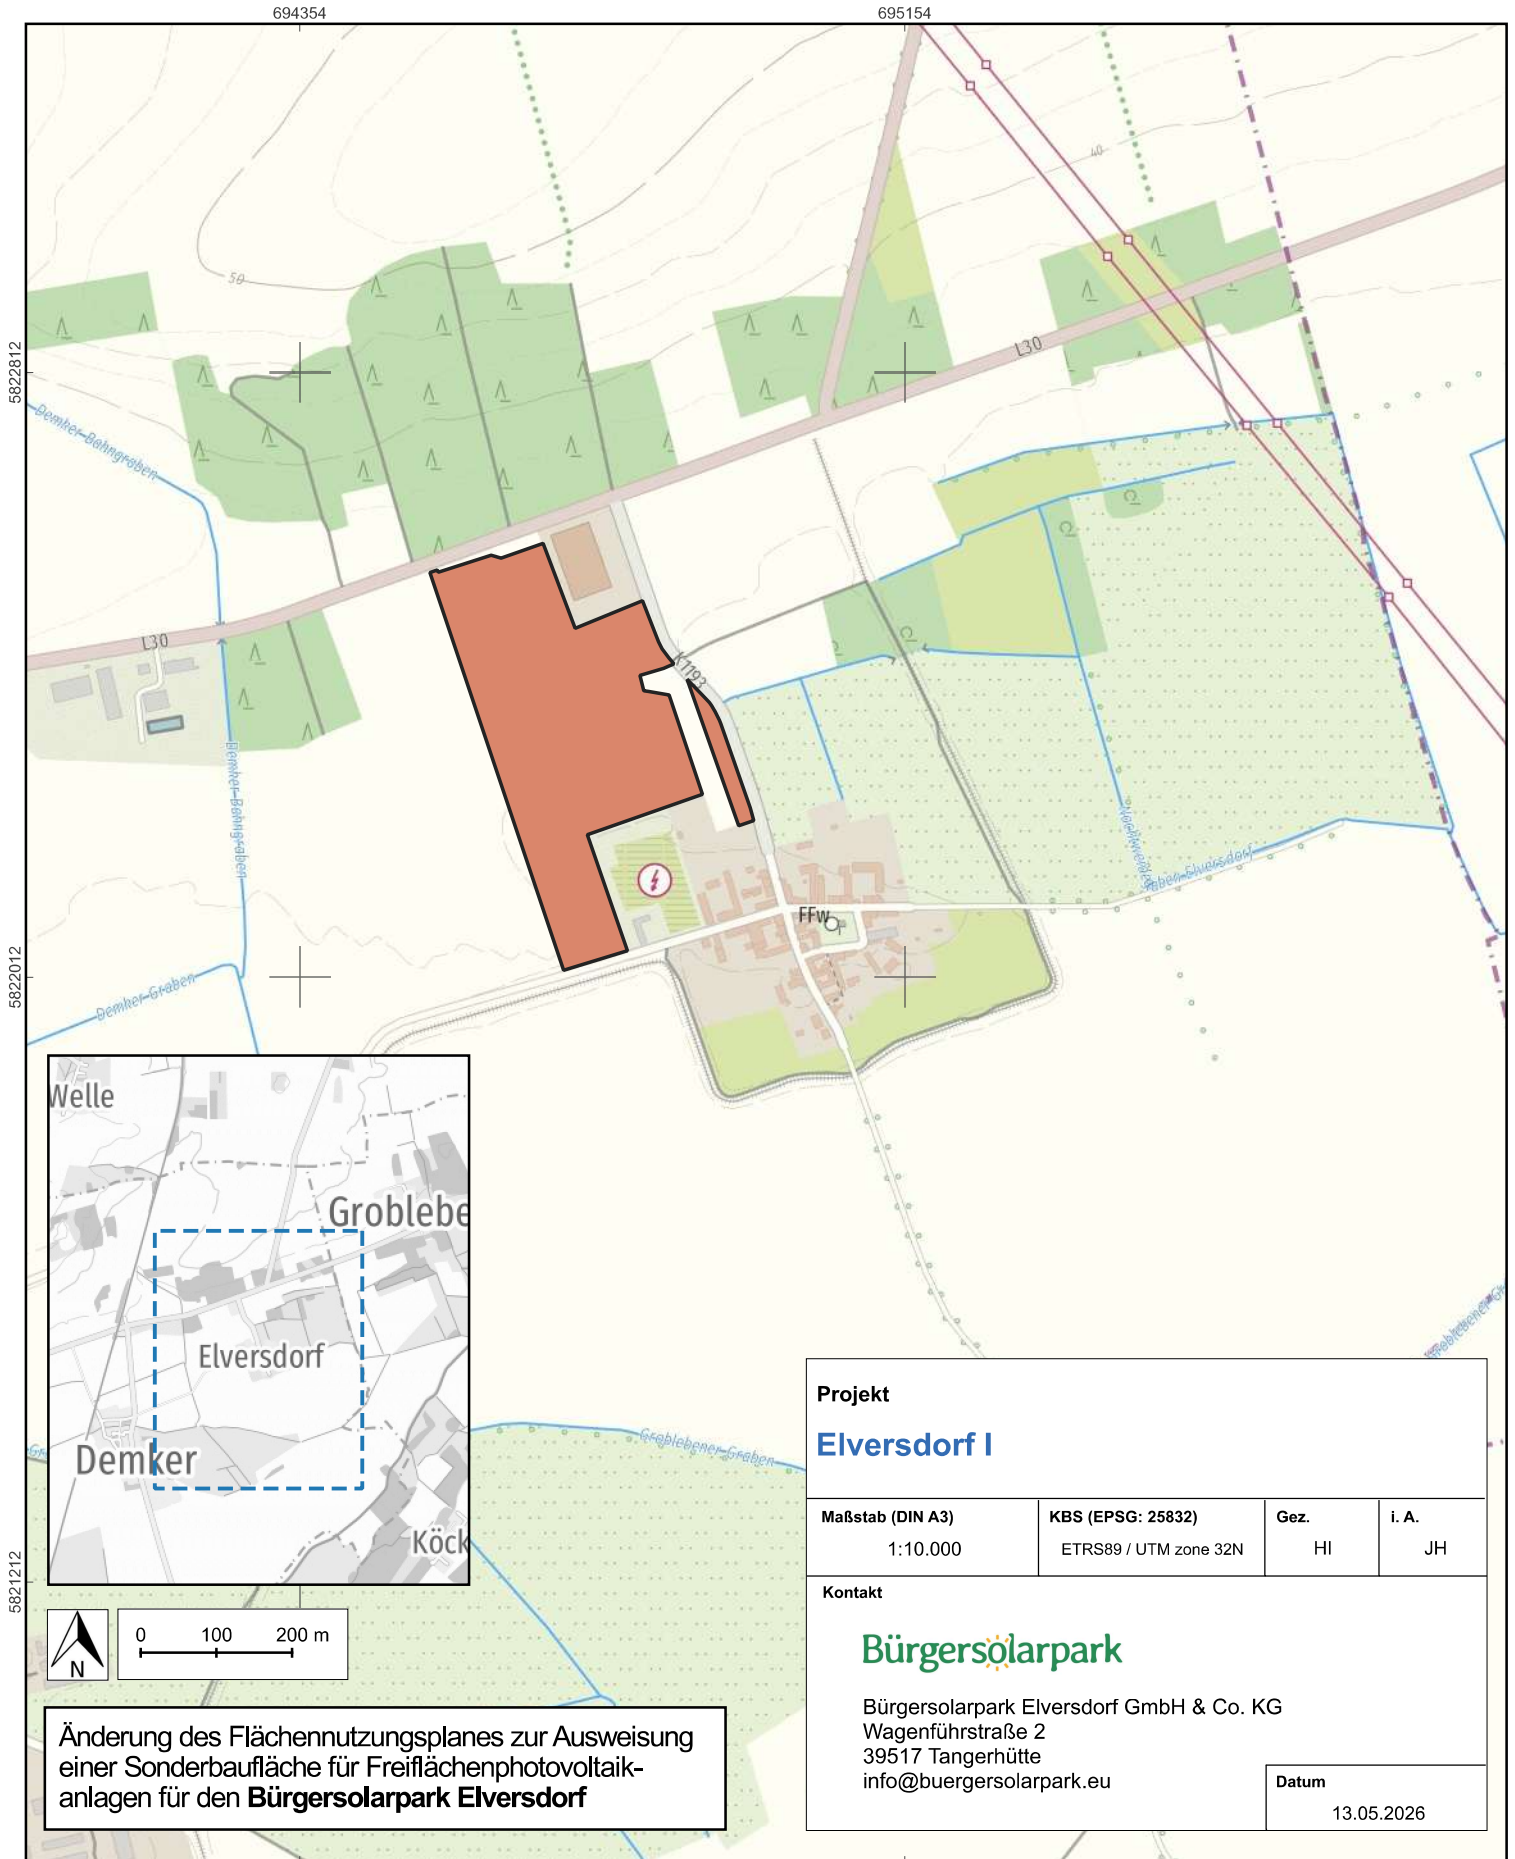 694354
695154
5822812
5822012
5821212
50
40
L30
Demker-Bahngraben
L30
K1193
Demker-Bahngraben
Demker-Graben
FFw
graben-Elversdorf
Groblebener-Graben
Welle
Groblebe
Elversdorf
Demker
Köck
N
0 100 200 m
Änderung des Flächennutzungsplanes zur Ausweisung
einer Sonderbaufläche für Freiflächenphotovoltaik-
anlagen für den Bürgersolarpark Elversdorf
Projekt
Elversdorf I
Maßstab (DIN A3)
1:10.000
KBS (EPSG: 25832)
ETRS89 / UTM zone 32N
Gez.
HI
i. A.
JH
Kontakt
Bürgersolarpark
Bürgersolarpark Elversdorf GmbH & Co. KG
Wagenführstraße 2
39517 Tangerhütte
info@buergersolarpark.eu
Datum
13.05.2026